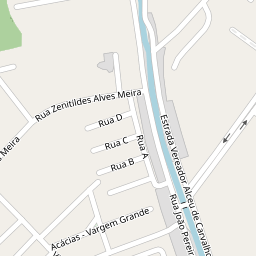 Rua Zenitildes Alves Meira
Rua D
Rua C
Rua B
Rua A
Meira
Estrada Vereador Alceu de Carvalho
Rua João Pereir
Acácias - Vargem Grande